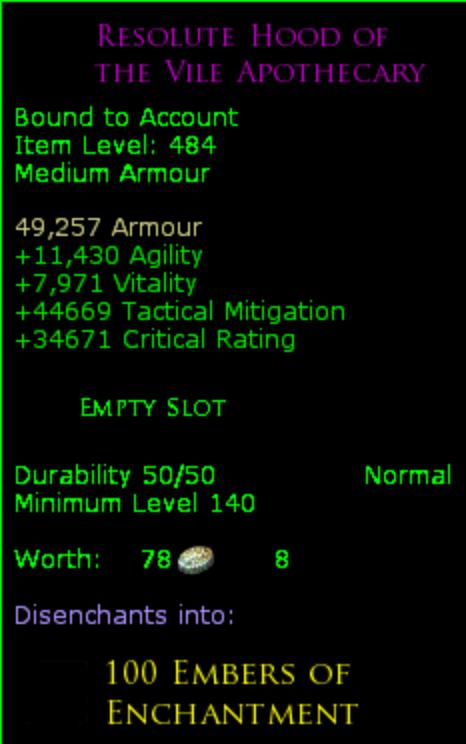 Resolute Hood of
the Vile Apothecary
Bound to Account
Item Level: 484
Medium Armour
49,257 Armour
+11,430 Agility
+7,971 Vitality
+44669 Tactical Mitigation
+34671 Critical Rating
Empty Slot
Durability 50/50 Normal
Minimum Level 140
Worth: 78 8
Disenchants into:
100 Embers of
Enchantment